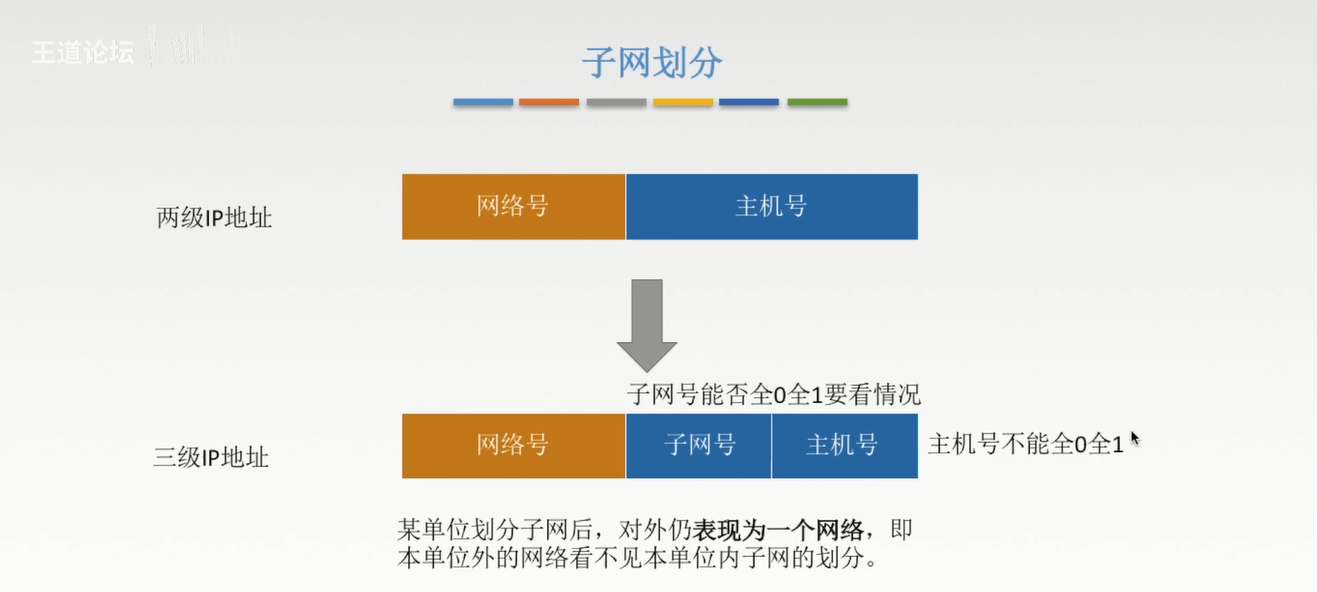 王道论坛
子网划分
两级IP地址
网络号
主机号
子网号能否全0全1要看情况
三级IP地址
网络号
子网号
主机号
主机号不能全0全1
某单位划分子网后，对外仍表现为一个网络，即
本单位外的网络看不见本单位内子网的划分。